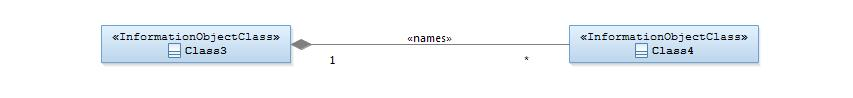 «InformationObjectClass»
Class3
«names»
1
*
«InformationObjectClass»
Class4